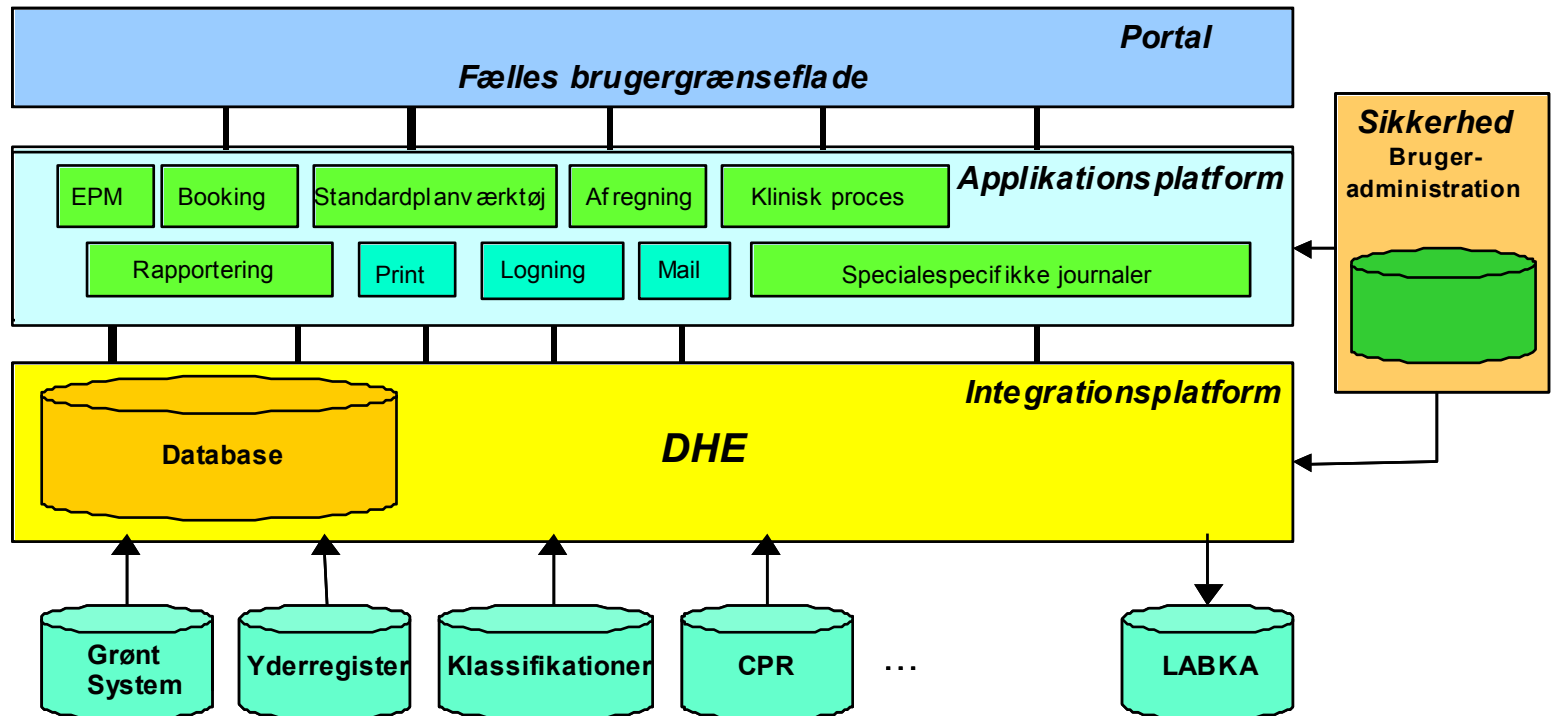 Portal
Fælles brugergrænseflade
Sikkerhed
Bruger-
administration
Applikationsplatform
EPM
Booking
Standardplanværktøj
Afregning
Klinisk proces
Rapportering
Print
Logning
Mail
Specialespecifikke journaler
Integrationsplatform
Database
DHE
Grønt
System
Yderregister
Klassifikationer
CPR
...
LABKA